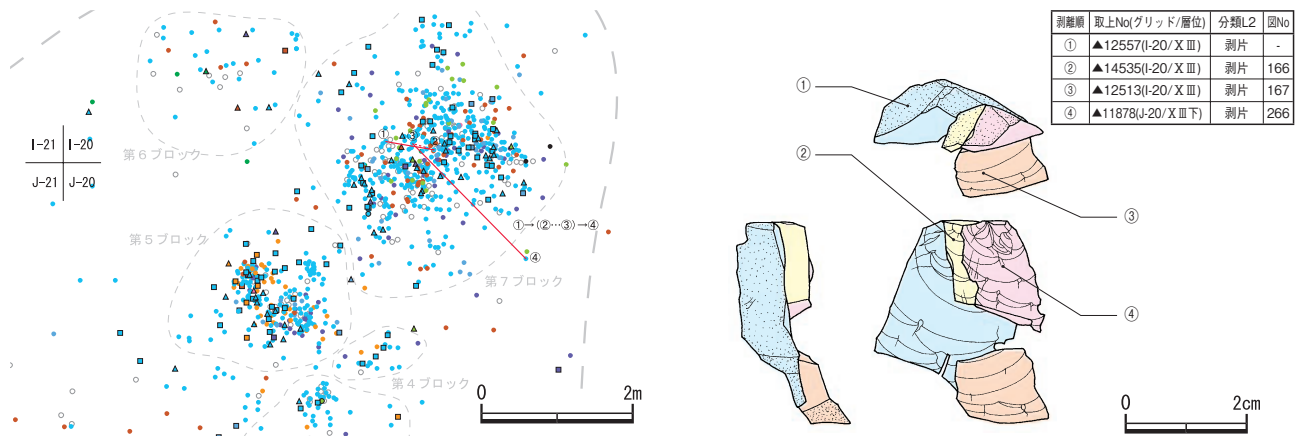 I-21 I-20
J-21 J-20
第6ブロック
第5ブロック
第7ブロック
第4ブロック
①
③
②
①→(②…③)→④
④
0 2m
剥離順 取上No(グリッド/層位) 分類L2 図No
① ▲12557(I-20/XⅢ) 剥片 -
② ▲14535(I-20/XⅢ) 剥片 166
③ ▲12513(I-20/XⅢ) 剥片 167
④ ▲11878(J-20/XⅢ下) 剥片 266
①
②
③
④
0 2cm